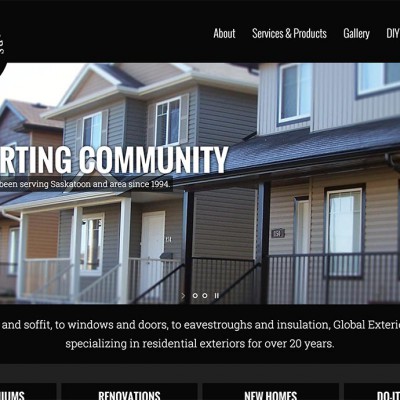 About Services & Products Gallery DIY
RTING COMMUNITY
been serving Saskatoon and area since 1994.
and soffit, to windows and doors, to eavestroughs and insulation, Global Exteri
specializing in residential exteriors for over 20 years.
IUMS RENOVATIONS NEW HOMES DO-IT